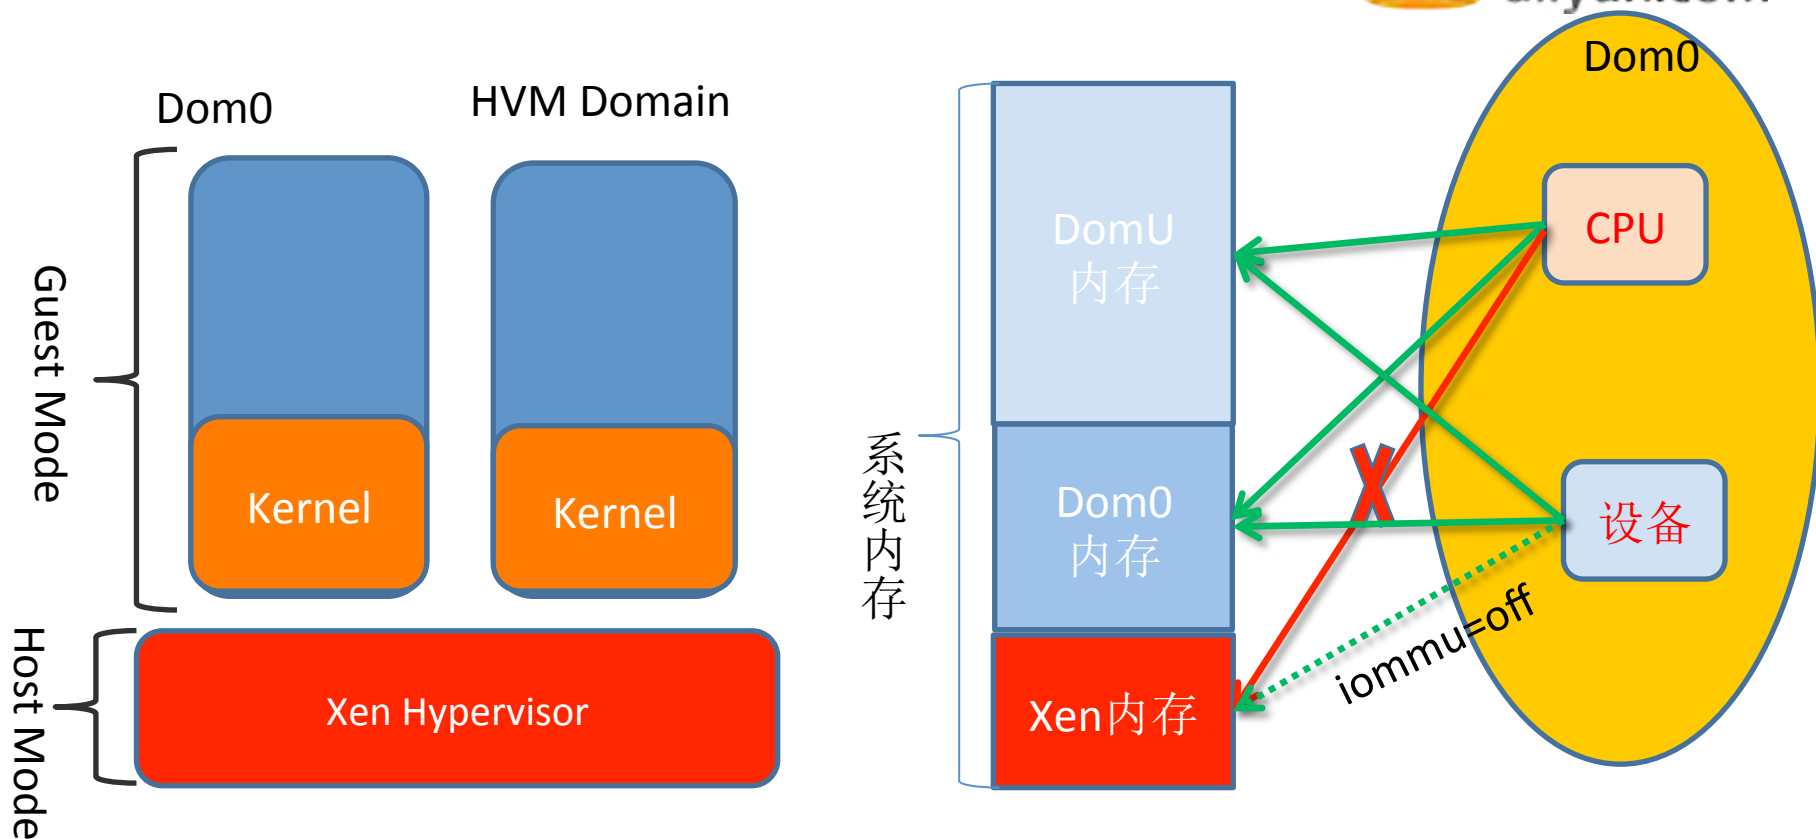 Dom0
HVM Domain
Guest Mode
Kernel
Kernel
Host Mode
Xen Hypervisor
系统内存
DomU
内存
Dom0
内存
Xen内存
Dom0
CPU
设备
iommu=off